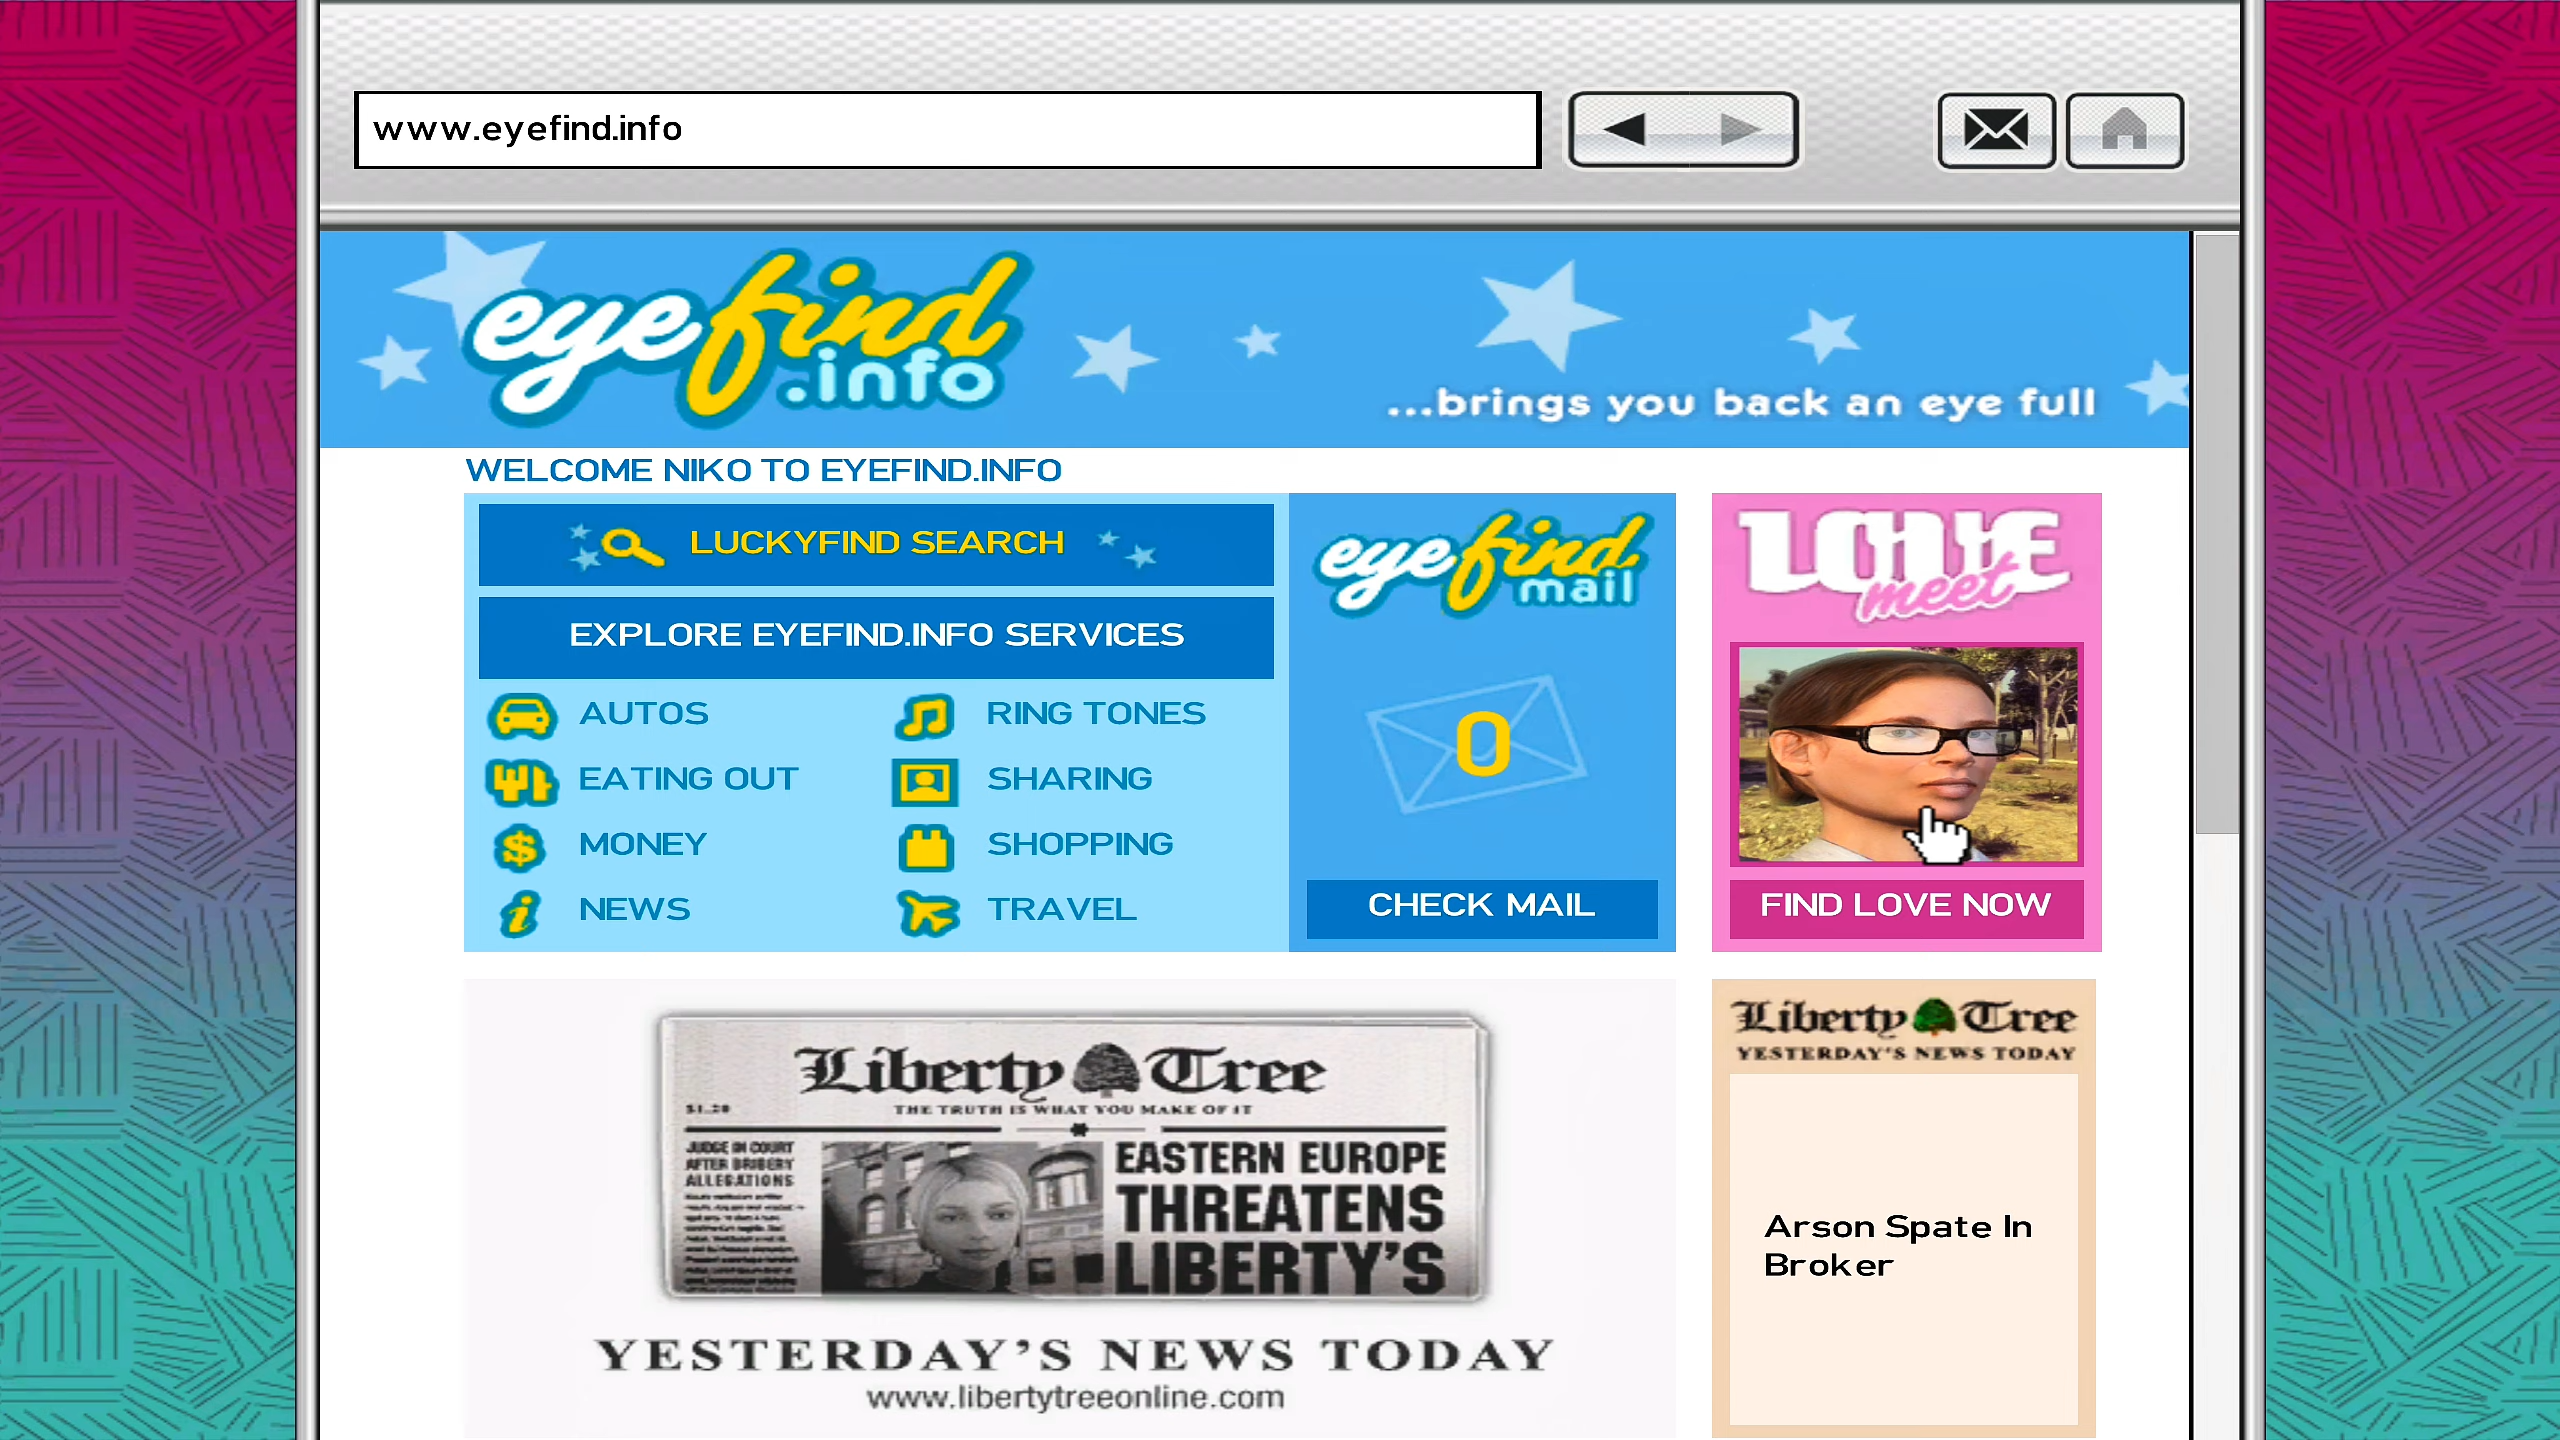 www.eyefind.info
eyefind
.info
...brings you back an eye full
WELCOME NIKO TO EYEFIND.INFO
LUCKYFIND SEARCH
EXPLORE EYEFIND.INFO SERVICES
AUTOS
RING TONES
EATING OUT
SHARING
MONEY
SHOPPING
NEWS
TRAVEL
eyefind
mail
0
CHECK MAIL
LOVE
meet
FIND LOVE NOW
Liberty Tree
THE TRUTH IS WHAT YOU MAKE OF IT
$1.20
JUDGE IN COURT
AFTER BRIBERY
ALLEGATIONS
EASTERN EUROPE
THREATENS
LIBERTY'S
YESTERDAY'S NEWS TODAY
www.libertytreeonline.com
Liberty Tree
YESTERDAY'S NEWS TODAY
Arson Spate In
Broker